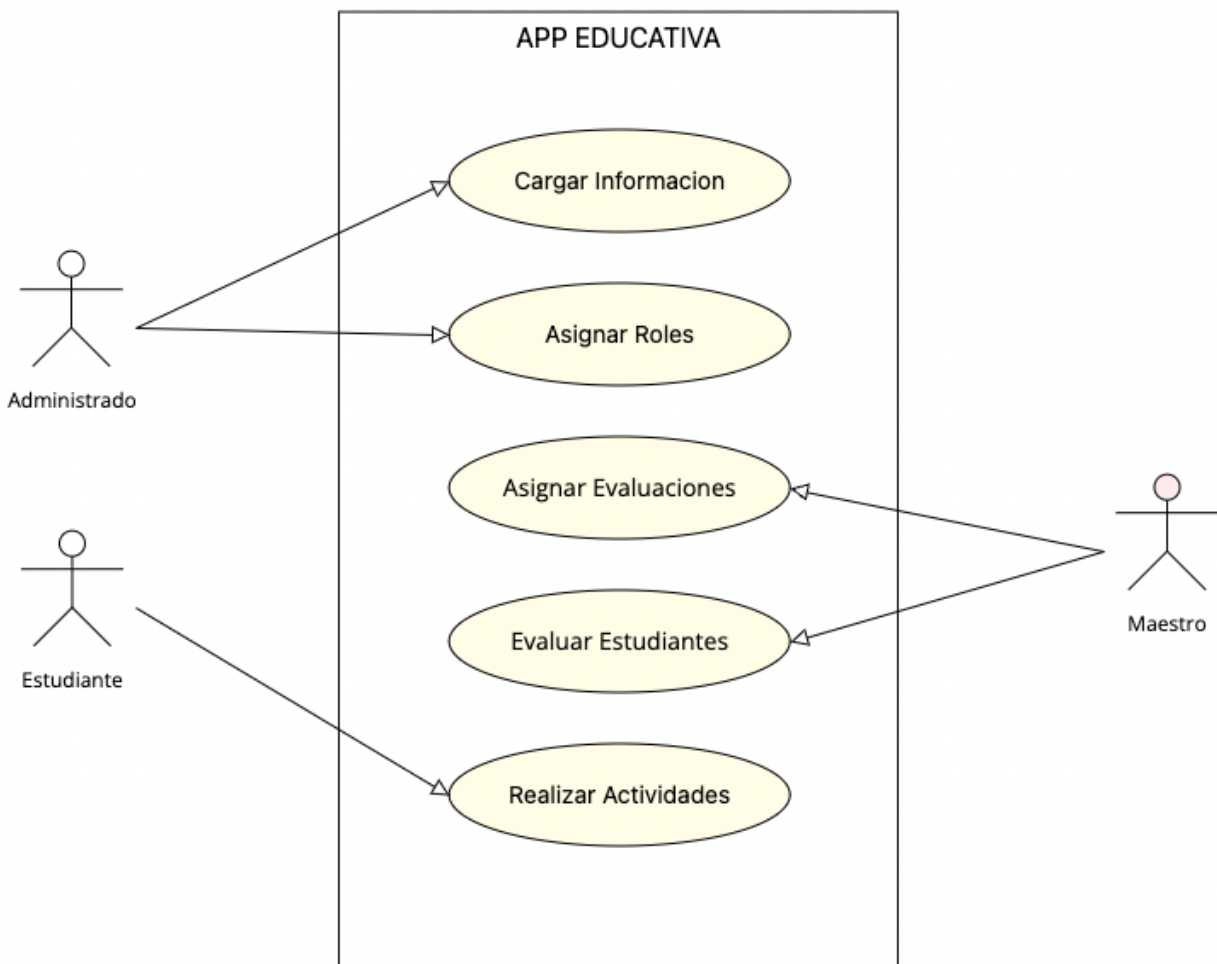 APP EDUCATIVA
Cargar Informacion
Asignar Roles
Administrado
Asignar Evaluaciones
Maestro
Evaluar Estudiantes
Estudiante
Realizar Actividades